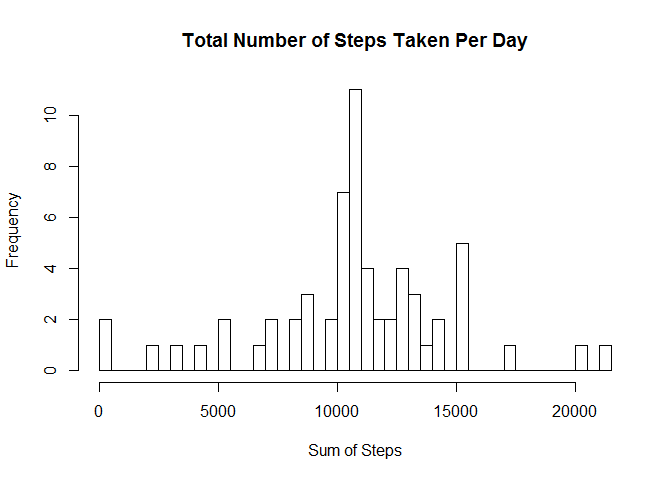 Total Number of Steps Taken Per Day
Frequency
10
8
6
4
2
0
0 5000 10000 15000 20000
Sum of Steps